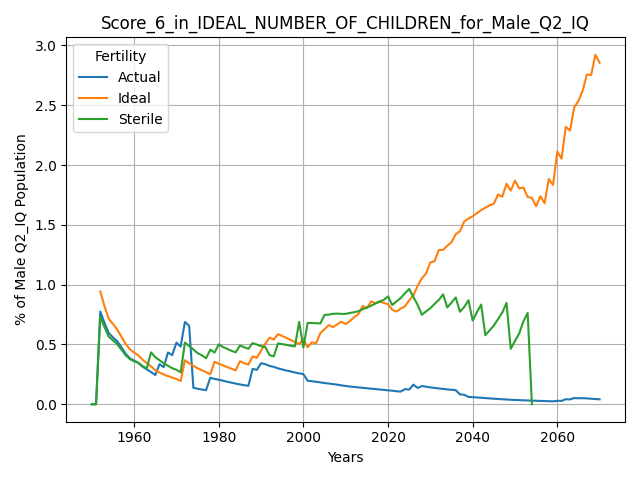 Score_6_in_IDEAL_NUMBER_OF_CHILDREN_for_Male_Q2_IQ
Fertility
Actual
Ideal
Sterile
% of Male Q2_IQ Population
3.0
2.5
2.0
1.5
1.0
0.5
0.0
1960 1980 2000 2020 2040 2060
Years